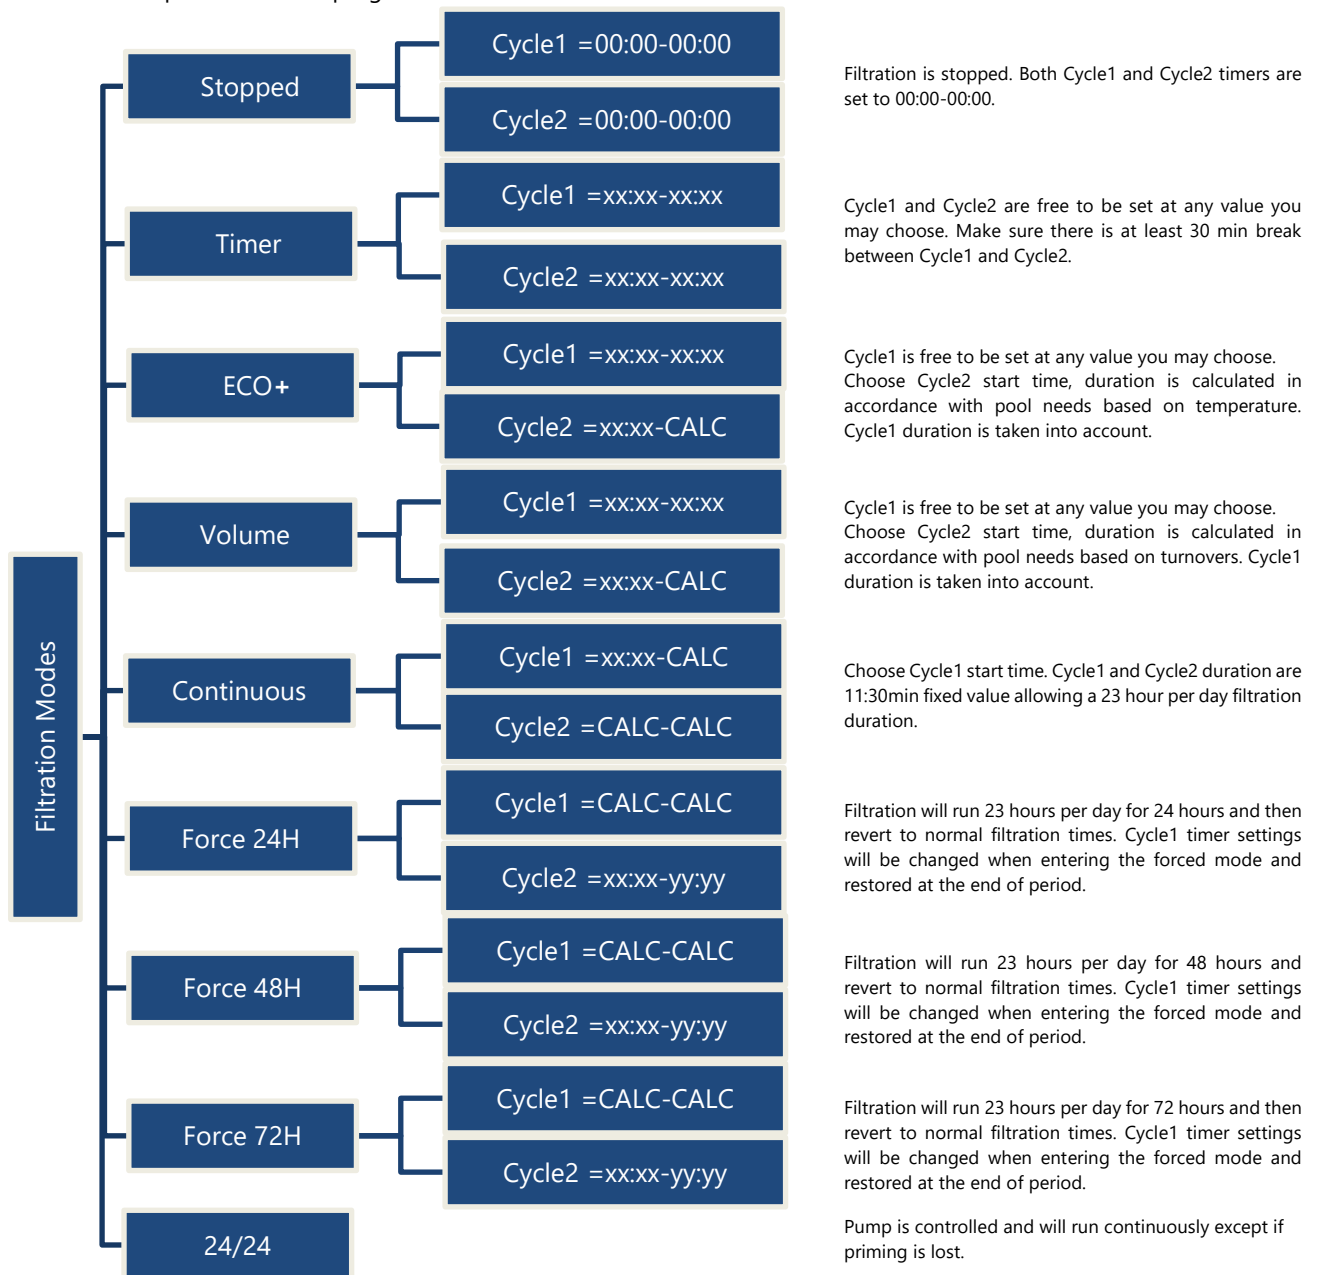 Stopped
Cycle1 =00:00-00:00
Cycle2 =00:00-00:00
Filtration is stopped. Both Cycle1 and Cycle2 timers are
set to 00:00-00:00.
Timer
Cycle1 =xx:xx-xx:xx
Cycle2 =xx:xx-xx:xx
Cycle1 and Cycle2 are free to be set at any value you
may choose. Make sure there is at least 30 min break
between Cycle1 and Cycle2.
ECO+
Cycle1 =xx:xx-xx:xx
Cycle2 =xx:xx-CALC
Cycle1 is free to be set at any value you may choose.
Choose Cycle2 start time, duration is calculated in
accordance with pool needs based on temperature.
Cycle1 duration is taken into account.
Volume
Cycle1 =xx:xx-xx:xx
Cycle2 =xx:xx-CALC
Cycle1 is free to be set at any value you may choose.
Choose Cycle2 start time, duration is calculated in
accordance with pool needs based on turnovers. Cycle1
duration is taken into account.
Filtration Modes
Continuous
Cycle1 =xx:xx-CALC
Cycle2 =CALC-CALC
Choose Cycle1 start time. Cycle1 and Cycle2 duration are
11:30min fixed value allowing a 23 hour per day filtration
duration.
Force 24H
Cycle1 =CALC-CALC
Cycle2 =xx:xx-yy:yy
Filtration will run 23 hours per day for 24 hours and then
revert to normal filtration times. Cycle1 timer settings
will be changed when entering the forced mode and
restored at the end of period.
Force 48H
Cycle1 =CALC-CALC
Cycle2 =xx:xx-yy:yy
Filtration will run 23 hours per day for 48 hours and
revert to normal filtration times. Cycle1 timer settings
will be changed when entering the forced mode and
restored at the end of period.
Force 72H
Cycle1 =CALC-CALC
Cycle2 =xx:xx-yy:yy
Filtration will run 23 hours per day for 72 hours and then
revert to normal filtration times. Cycle1 timer settings
will be changed when entering the forced mode and
restored at the end of period.
24/24
Pump is controlled and will run continuously except if
priming is lost.